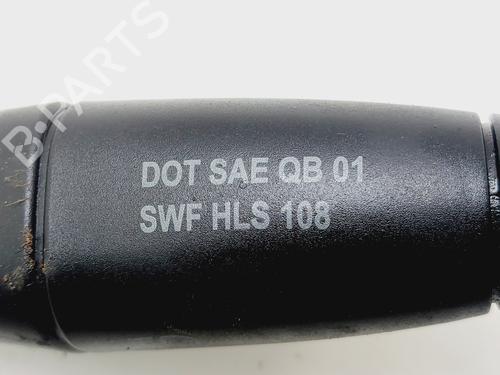 B-PARTS
DOT SAE QB 01
SWF HLS 108